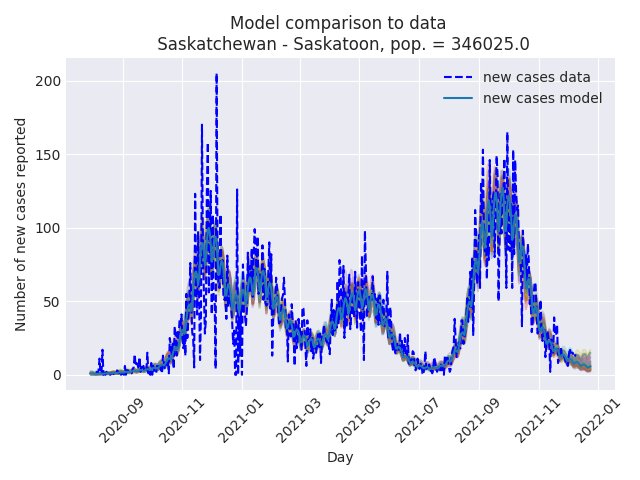 Model comparison to data
Saskatchewan - Saskatoon, pop. = 346025.0
new cases data
new cases model
Number of new cases reported
200
150
100
50
0
2020-09
2020-11
2021-01
2021-03
2021-05
2021-07
2021-09
2021-11
2022-01
Day